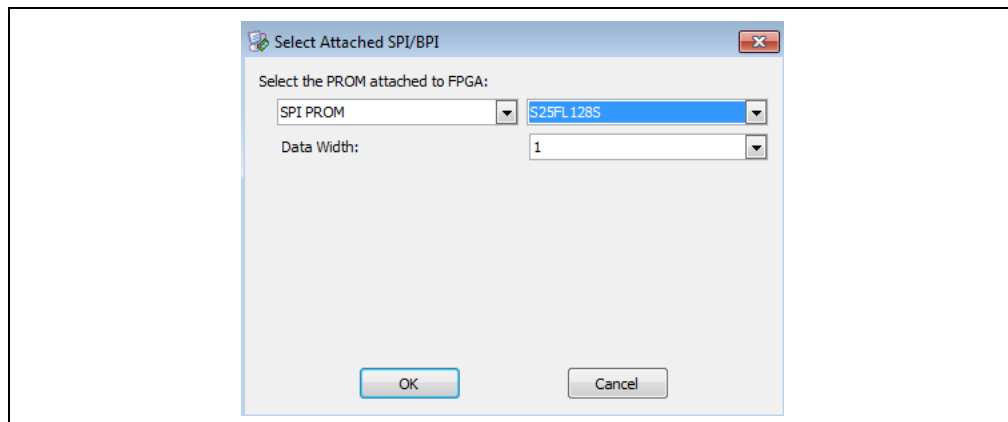 Select Attached SPI/BPI
Select the PROM attached to FPGA:
SPI PROM S25FL128S
Data Width: 1
OK Cancel